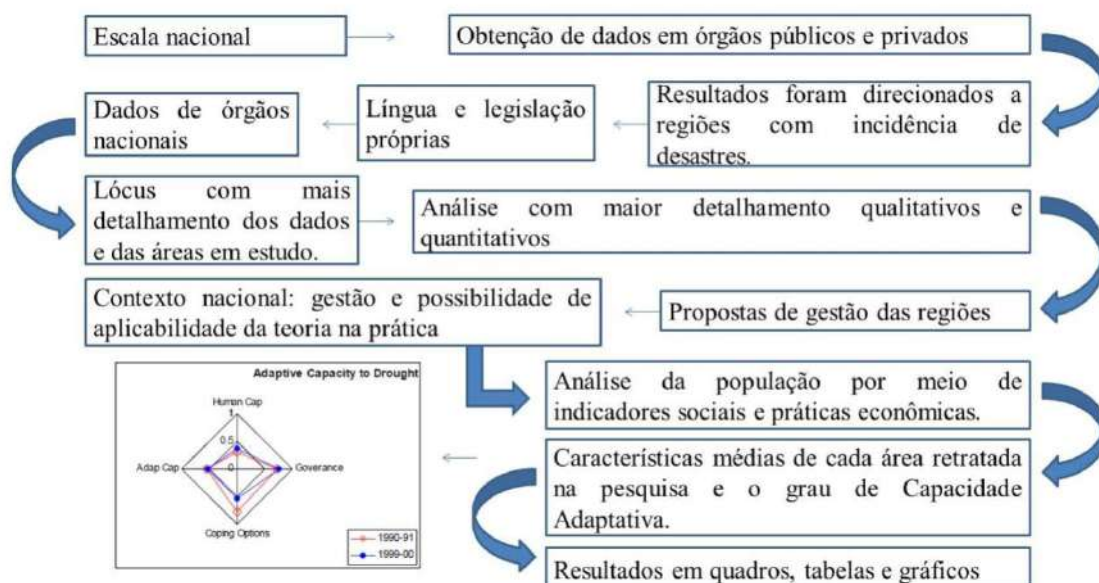 Escala nacional
Obtenção de dados em órgãos públicos e privados
Resultados foram direcionados a
regiões com incidência de
desastres.
Língua e legislação
próprias
Dados de órgãos
nacionais
Lócus com mais
detalhamento dos dados
e das áreas em estudo.
Análise com maior detalhamento qualitativos e
quantitativos
Propostas de gestão das regiões
Contexto nacional: gestão e possibilidade de
aplicabilidade da teoria na prática
Análise da população por meio de
indicadores sociais e práticas econômicas.
Características médias de cada área retratada
na pesquisa e o grau de Capacidade
Adaptativa.
Adaptive Capacity to Drought
Human Cap
1
0.5
0
Adap Cap
Goverance
Coping Options
1990-91
1999-00
Resultados em quadros, tabelas e gráficos